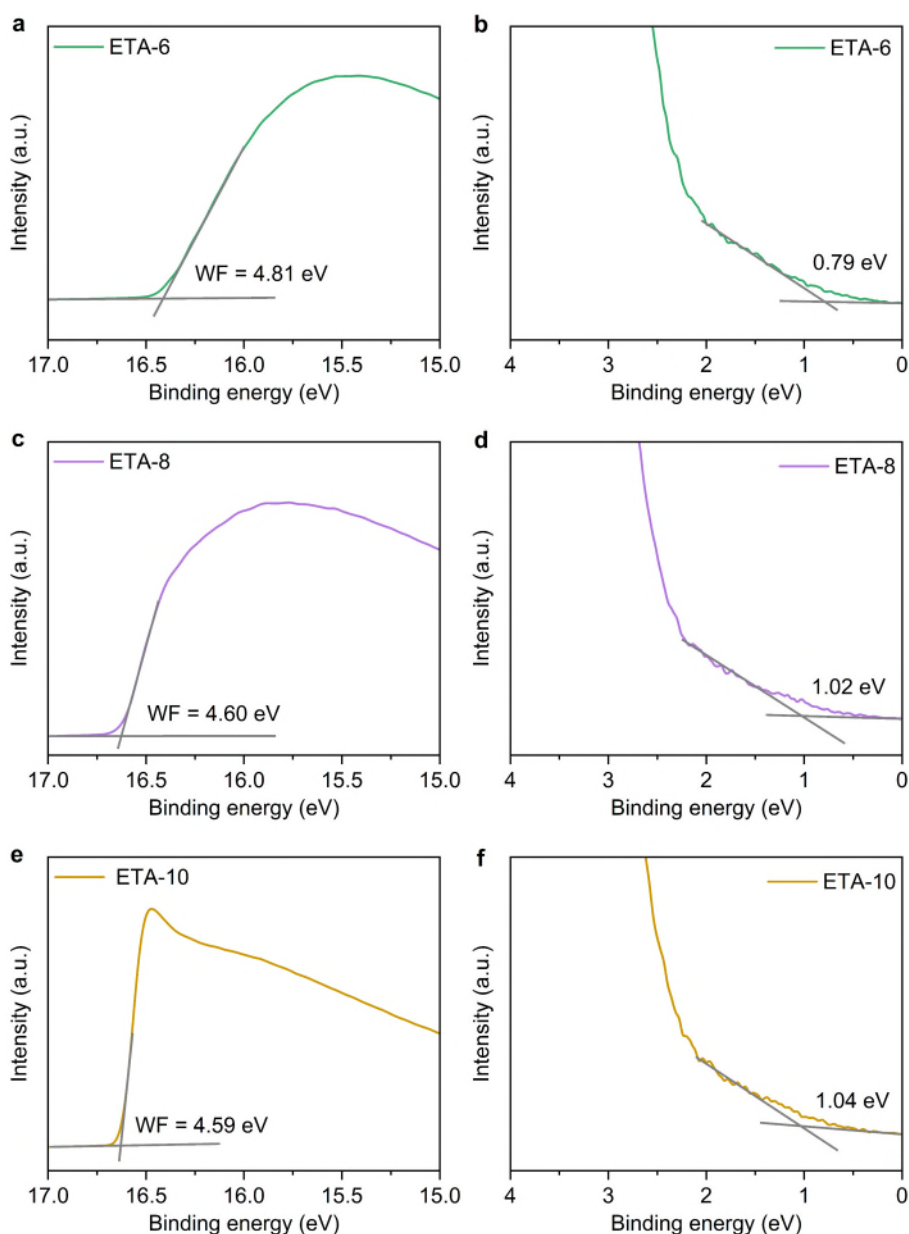 a
ETA-6
Intensity (a.u.)
WF = 4.81 eV
17.0 16.5 16.0 15.5 15.0
Binding energy (eV)
b
ETA-6
Intensity (a.u.)
0.79 eV
4 3 2 1 0
Binding energy (eV)
c
ETA-8
Intensity (a.u.)
WF = 4.60 eV
17.0 16.5 16.0 15.5 15.0
Binding energy (eV)
d
ETA-8
Intensity (a.u.)
1.02 eV
4 3 2 1 0
Binding energy (eV)
e
ETA-10
Intensity (a.u.)
WF = 4.59 eV
17.0 16.5 16.0 15.5 15.0
Binding energy (eV)
f
ETA-10
Intensity (a.u.)
1.04 eV
4 3 2 1 0
Binding energy (eV)